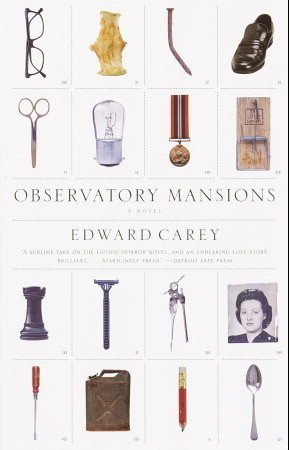 OBSERVATORY MANSIONS
A NOVEL
EDWARD CAREY
"A SUBLIME TAKE ON THE GOTHIC HORROR NOVEL, AND AN ENDEARING LOVE STORY.
BRILLIANT. . . . STARTLINGLY FRESH." —DETROIT FREE PRESS